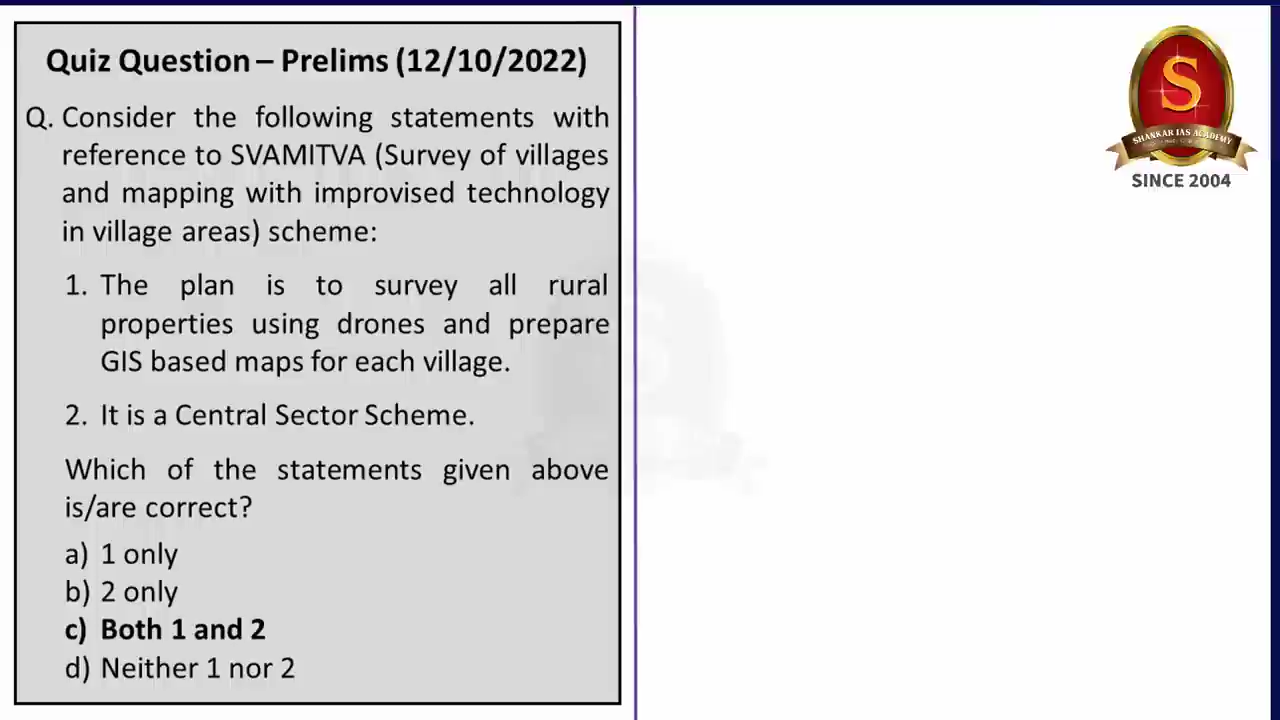 Quiz Question – Prelims (12/10/2022)
Q. Consider the following statements with
reference to SVAMITVA (Survey of villages
and mapping with improvised technology
in village areas) scheme:
1. The plan is to survey all rural
properties using drones and prepare
GIS based maps for each village.
2. It is a Central Sector Scheme.
Which of the statements given above
is/are correct?
a) 1 only
b) 2 only
c) Both 1 and 2
d) Neither 1 nor 2
S
SHANKAR IAS ACADEMY
SINCE 2004